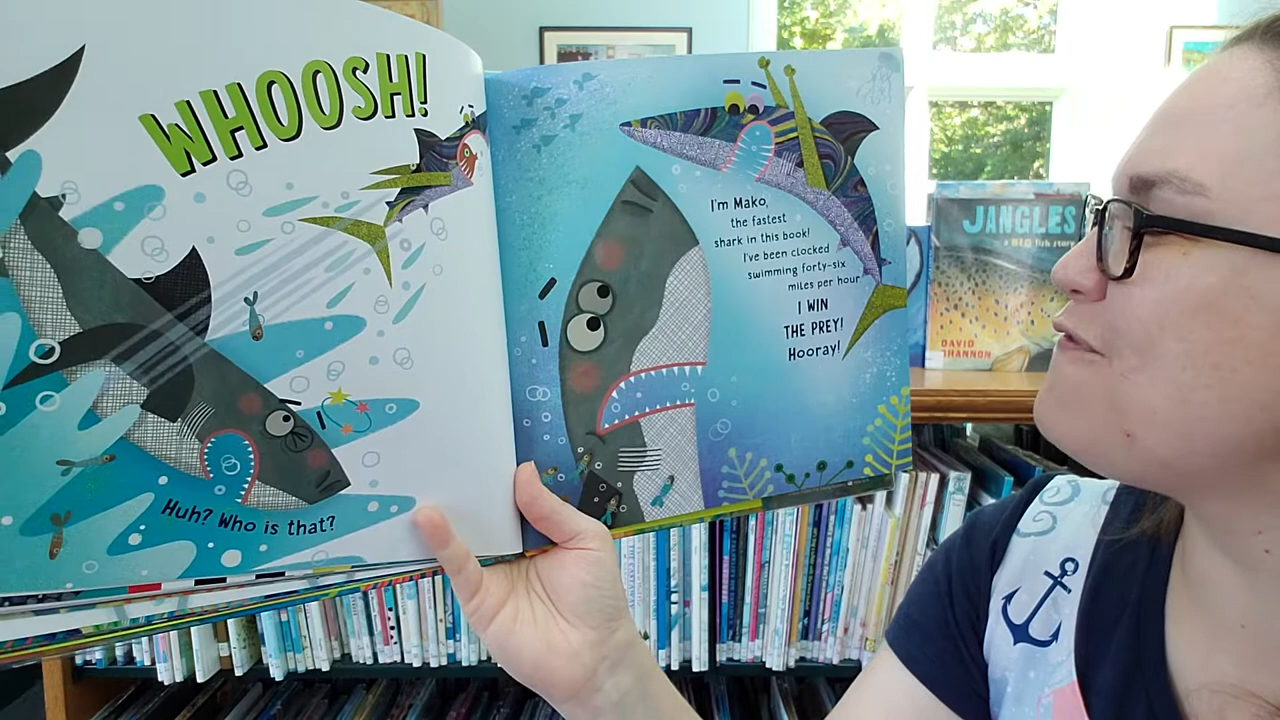 WHOOSH!
Huh? Who is that?
I'm Mako,
the fastest
shark in this book!
I've been clocked
swimming forty-six
miles per hour.
I WIN
THE PREY!
Hooray!
JANGLES
a BIG fish story
DAVID
SHANNON